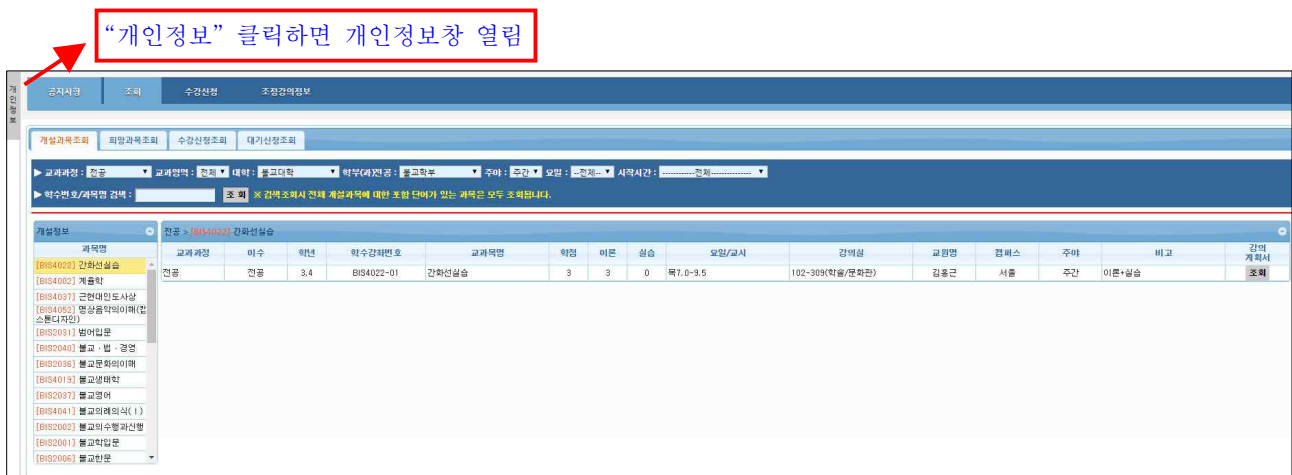 “개인정보” 클릭하면 개인정보창 열림
개인정보
공지사항 조회 수강신청 조정강의정보
개설과목조회 희망과목조회 수강신청조회 대기신청조회
▶ 교과과정 : 전공 ▼ 교과영역 : 전체 ▼ 대학 : 불교대학 ▼ 학부(과)전공 : 불교학부 ▼ 주야 : 주간 ▼ 요일 : --전체-- ▼ 시작시간 : ------------전체--------------- ▼
▶ 학수번호/과목명 검색 : 조 회 ※ 검색조회시 전체 개설과목에 대한 포함 단어가 있는 과목은 모두 조회됩니다.
개설정보 전공 > [BIS4022] 간화선실습
과목명 교과과정 이수 학년 학수강좌번호 교과목명 학점 이론 실습 요일/교시 강의실 교원명 캠퍼스 주야 비고 강의
계획서
[BIS4022] 간화선실습 전공 전공 3,4 BIS4022-01 간화선실습 3 3 0 목7.0-9.5 102-309(학술/문화관) 김홍근 서울 주간 이론+실습 조회
[BIS4002] 계율학
[BIS4037] 근현대인도사상
[BIS4052] 명상음악의이해(캡
스톤디자인)
[BIS2031] 범어입문
[BIS2040] 불교 · 법 · 경영
[BIS2036] 불교문화의이해
[BIS4019] 불교생태학
[BIS2037] 불교영어
[BIS4041] 불교의례의식(Ⅰ)
[BIS2002] 불교의수행과신행
[BIS2001] 불교학입문
[BIS2006] 불교한문